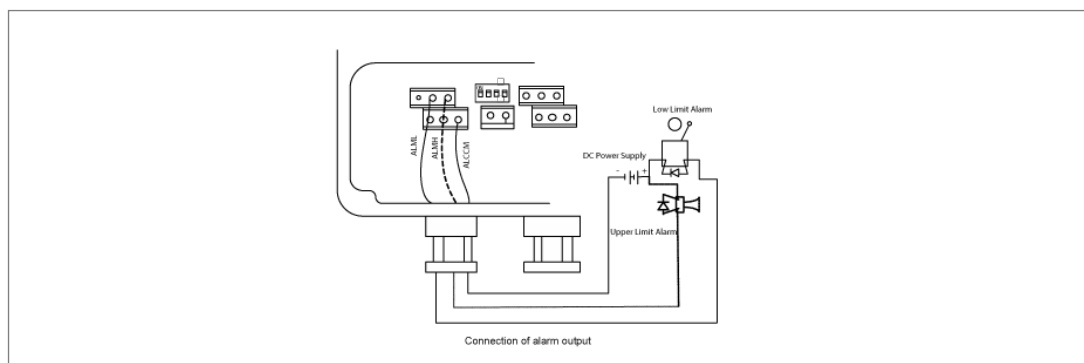 Low Limit Alarm
DC Power Supply
- +
ALML
ALMH
ALCCM
Upper Limit Alarm
Connection of alarm output